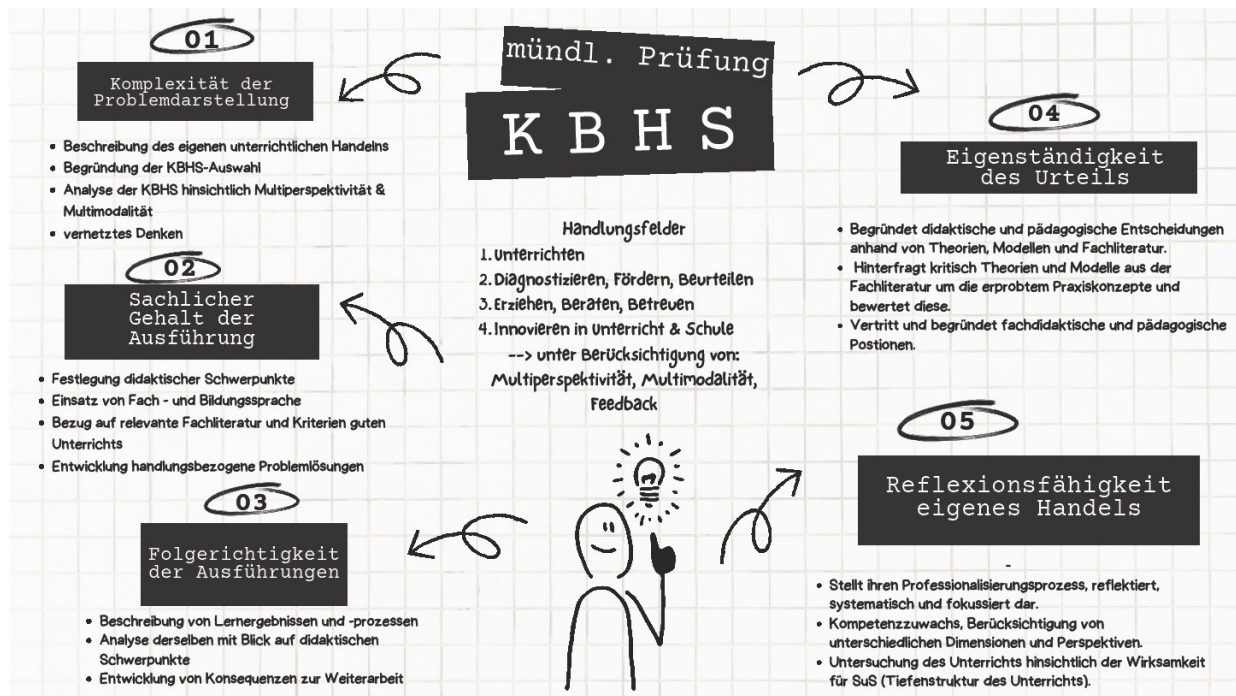 mündl. Prüfung
KBHS
01
Komplexität der
Problemdarstellung
• Beschreibung des eigenen unterrichtlichen Handelns
• Begründung der KBHS-Auswahl
• Analyse der KBHS hinsichtlich Multiperspektivität &
Multimodalität
• vernetztes Denken
02
Sachlicher
Gehalt der
Ausführung
• Festlegung didaktischer Schwerpunkte
• Einsatz von Fach - und Bildungssprache
• Bezug auf relevante Fachliteratur und Kriterien guten
Unterrichts
• Entwicklung handlungsbezogene Problemlösungen
03
Folgerichtigkeit
der Ausführungen
• Beschreibung von Lernergebnissen und -prozessen
• Analyse derselben mit Blick auf didaktischen
Schwerpunkte
• Entwicklung von Konsequenzen zur Weiterarbeit
Handlungsfelder
1. Unterrichten
2. Diagnostizieren, Fördern, Beurteilen
3. Erziehen, Beraten, Betreuen
4. Innovieren in Unterricht & Schule
--> unter Berücksichtigung von:
Multiperspektivität, Multimodalität,
Feedback
04
Eigenständigkeit
des Urteils
• Begründet didaktische und pädagogische Entscheidungen
anhand von Theorien, Modellen und Fachliteratur.
• Hinterfragt kritisch Theorien und Modelle aus der
Fachliteratur um die erprobtem Praxiskonzepte und
bewertet diese.
• Vertritt und begründet fachdidaktische und pädagogische
Postionen.
05
Reflexionsfähigkeit
eigenes Handels
-
• Stellt ihren Professionalisierungsprozess, reflektiert,
systematisch und fokussiert dar.
• Kompetenzzuwachs, Berücksichtigung von
unterschiedlichen Dimensionen und Perspektiven.
• Untersuchung des Unterrichts hinsichtlich der Wirksamkeit
für SuS (Tiefenstruktur des Unterrichts).